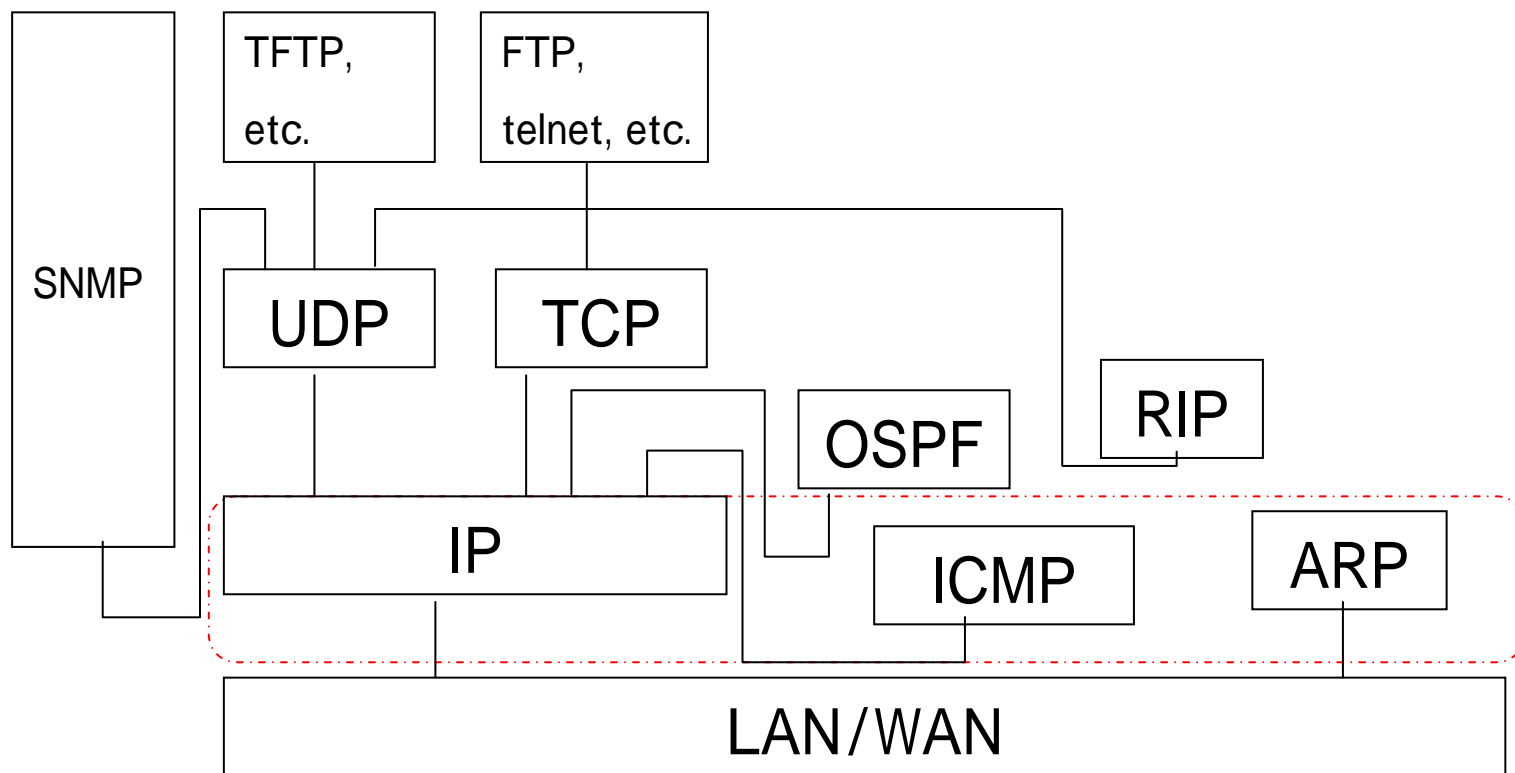 TFTP,
etc.
FTP,
telnet, etc.
SNMP
UDP
TCP
RIP
OSPF
IP
ICMP
ARP
LAN/WAN